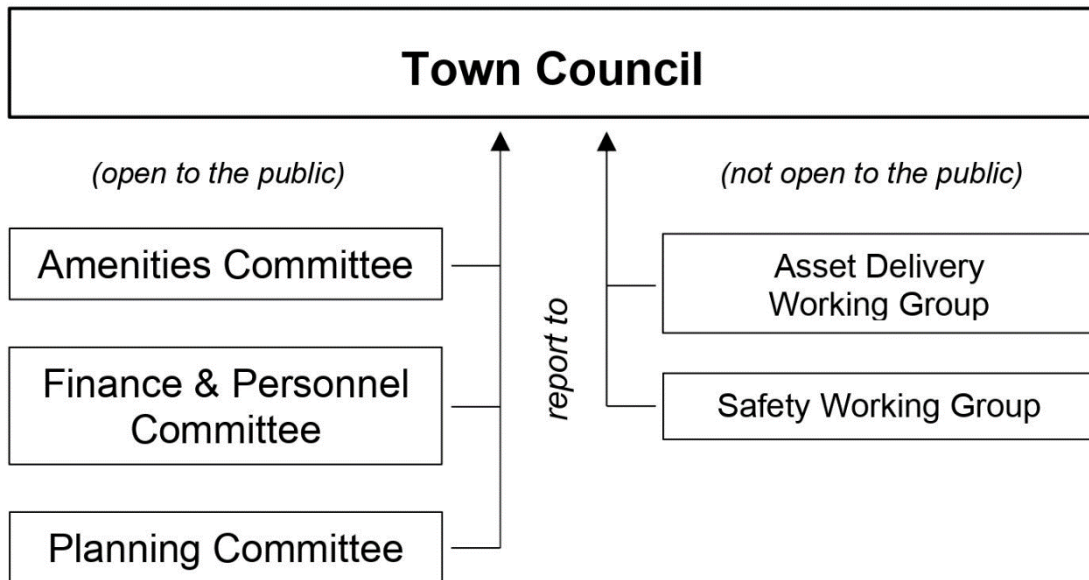 Town Council
(open to the public)
(not open to the public)
Amenities Committee
Finance & Personnel
Committee
Planning Committee
report to
Asset Delivery
Working Group
Safety Working Group